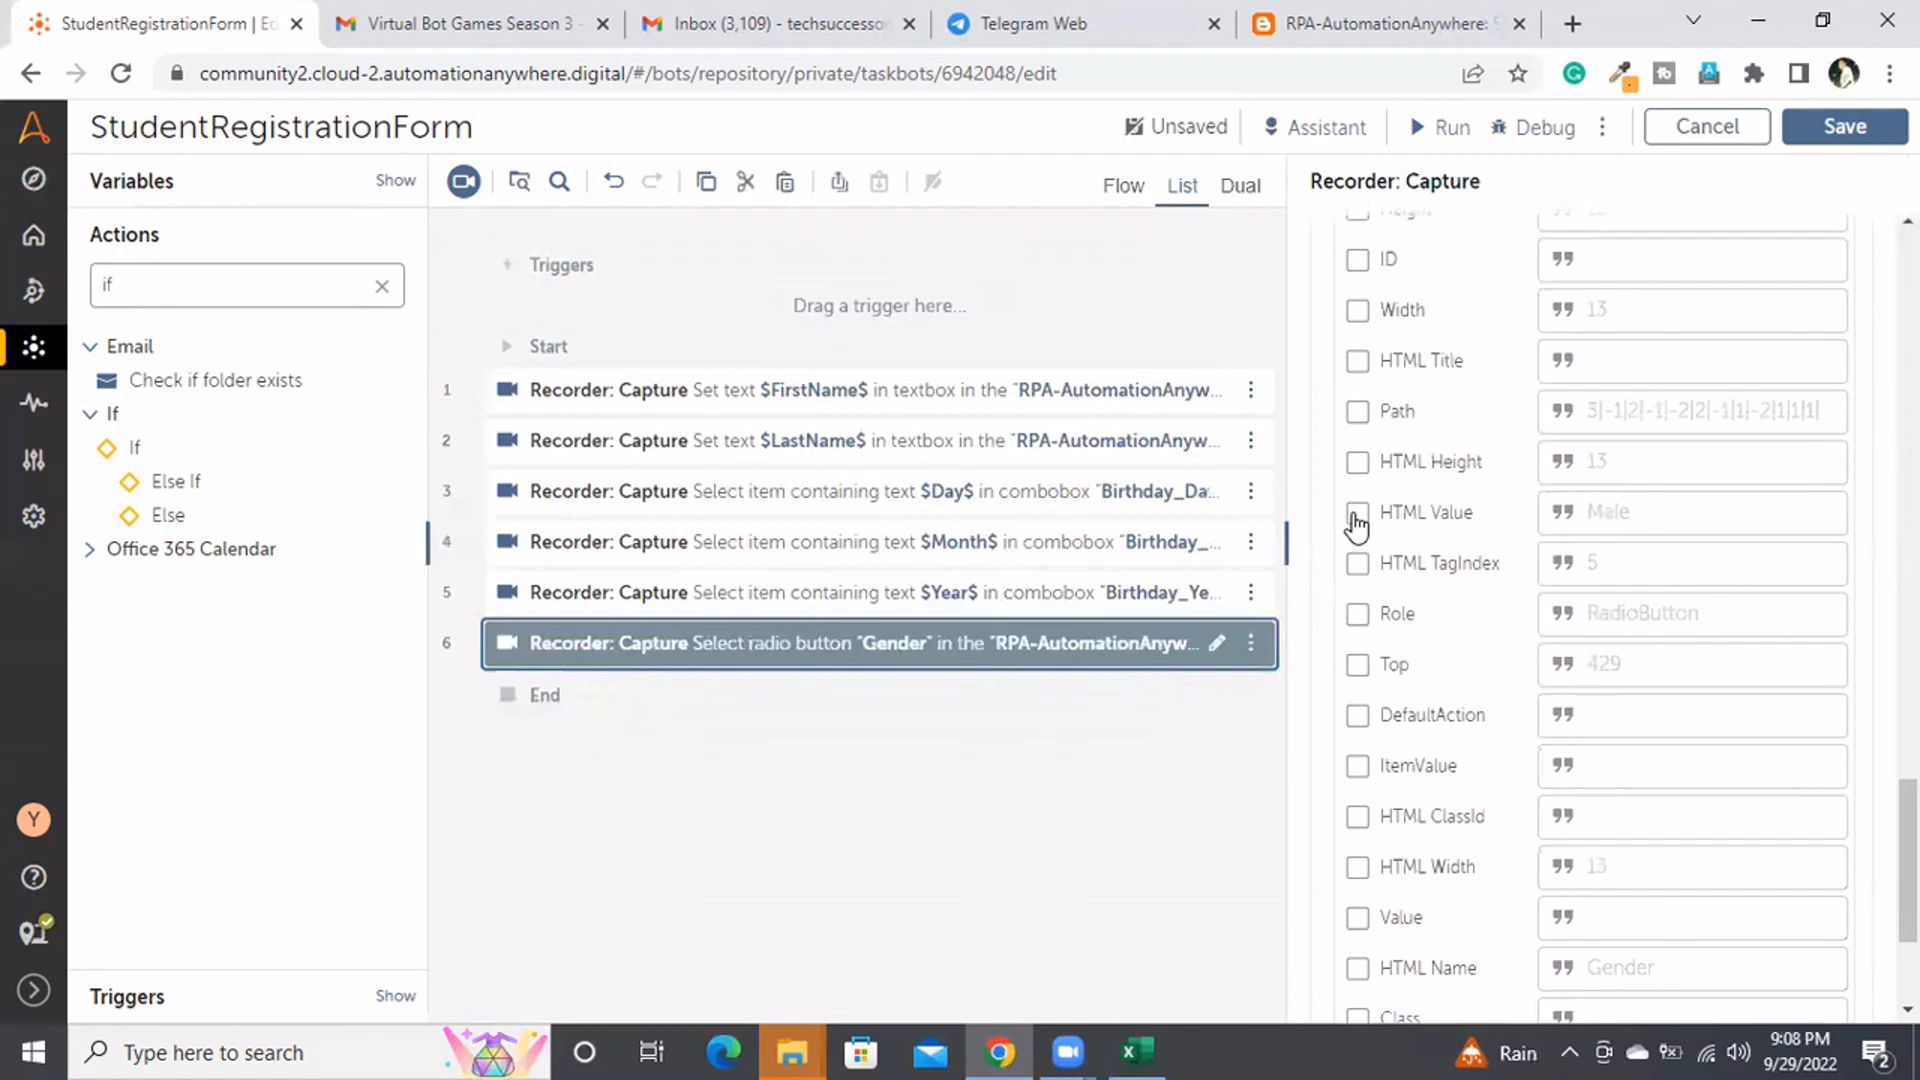 StudentRegistrationForm | Ed
Virtual Bot Games Season 3 -
Inbox (3,109) - techsuccessor
Telegram Web
RPA-AutomationAnywhere: S
community2.cloud-2.automationanywhere.digital/#/bots/repository/private/taskbots/6942048/edit
StudentRegistrationForm
Unsaved
Assistant
Run
Debug
Cancel
Save
Variables
Show
Flow
List
Dual
Recorder: Capture
Actions
if
Email
Check if folder exists
If
If
Else If
Else
Office 365 Calendar
Triggers
Show
Triggers
Drag a trigger here...
Start
1 Recorder: Capture Set text $FirstName$ in textbox in the "RPA-AutomationAnyw...
2 Recorder: Capture Set text $LastName$ in textbox in the "RPA-AutomationAnyw...
3 Recorder: Capture Select item containing text $Day$ in combobox "Birthday_Da...
4 Recorder: Capture Select item containing text $Month$ in combobox "Birthday_...
5 Recorder: Capture Select item containing text $Year$ in combobox "Birthday_Ye...
6 Recorder: Capture Select radio button "Gender" in the "RPA-AutomationAnyw...
End
Height
ID
Width 13
HTML Title
Path 3|-1|2|-1|-2|2|-1|1|-2|1|1|1|
HTML Height 13
HTML Value Male
HTML TagIndex 5
Role RadioButton
Top 429
DefaultAction
ItemValue
HTML ClassId
HTML Width 13
Value
HTML Name Gender
Class
Y
Type here to search
Rain
9:08 PM
9/29/2022
2